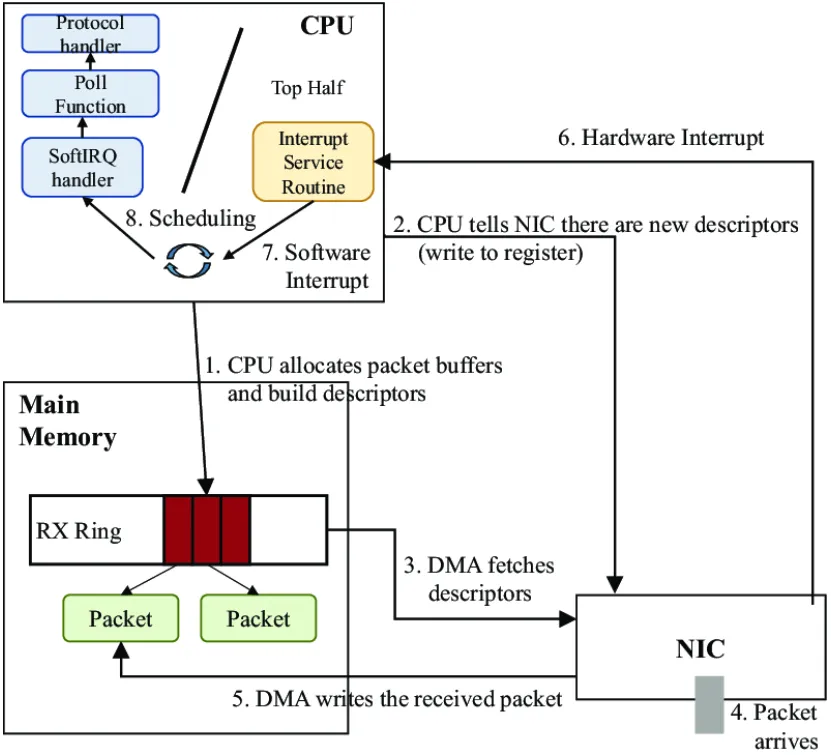 Protocol
handler
Poll
Function
SoftIRQ
handler
CPU
Top Half
Interrupt
Service
Routine
8. Scheduling
7. Software
Interrupt
6. Hardware Interrupt
2. CPU tells NIC there are new descriptors
(write to register)
1. CPU allocates packet buffers
and build descriptors
Main
Memory
RX Ring
Packet
Packet
3. DMA fetches
descriptors
NIC
5. DMA writes the received packet
4. Packet
arrives